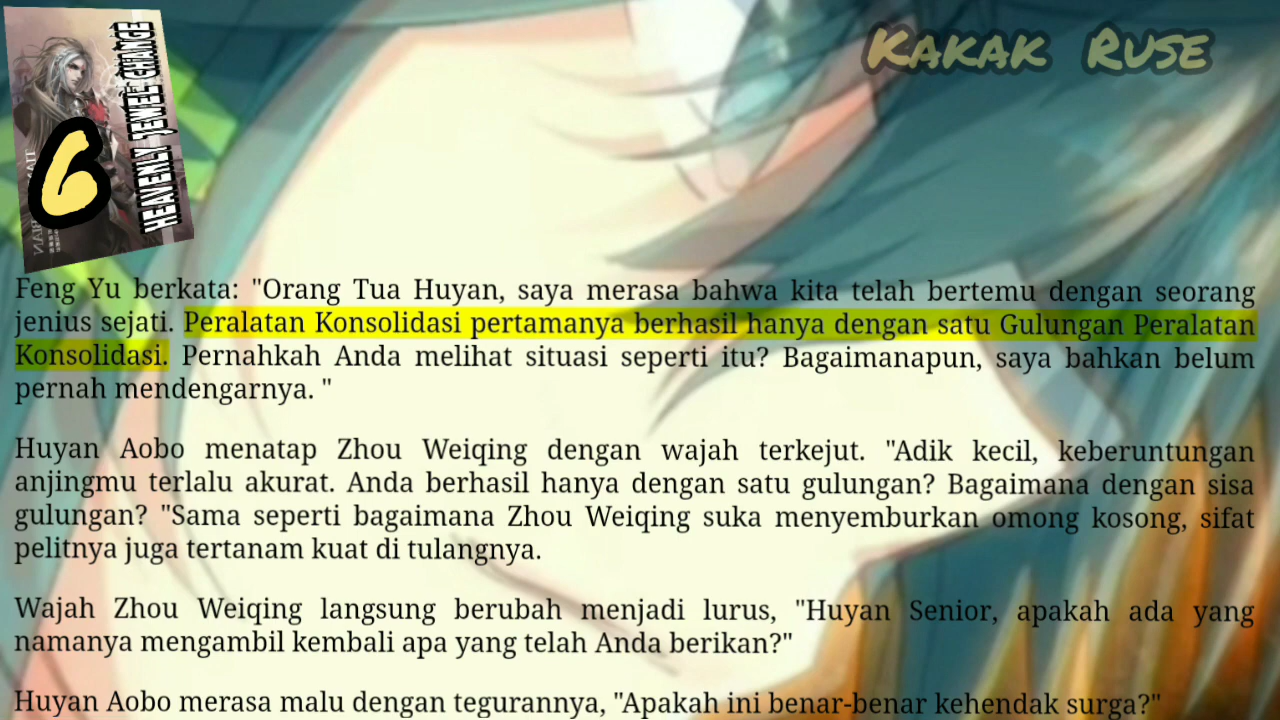 HEAVENLY JEWEL CHANGE
6
KAKAK RUSE
Feng Yu berkata: "Orang Tua Huyan, saya merasa bahwa kita telah bertemu dengan seorang
jenius sejati. Peralatan Konsolidasi pertamanya berhasil hanya dengan satu Gulungan Peralatan
Konsolidasi. Pernahkah Anda melihat situasi seperti itu? Bagaimanapun, saya bahkan belum
pernah mendengarnya. "
Huyan Aobo menatap Zhou Weiqing dengan wajah terkejut. "Adik kecil, keberuntungan
anjingmu terlalu akurat. Anda berhasil hanya dengan satu gulungan? Bagaimana dengan sisa
gulungan? "Sama seperti bagaimana Zhou Weiqing suka menyemburkan omong kosong, sifat
pelitnya juga tertanam kuat di tulangnya.
Wajah Zhou Weiqing langsung berubah menjadi lurus, "Huyan Senior, apakah ada yang
namanya mengambil kembali apa yang telah Anda berikan?"
Huyan Aobo merasa malu dengan tegurannya, "Apakah ini benar-benar kehendak surga?"